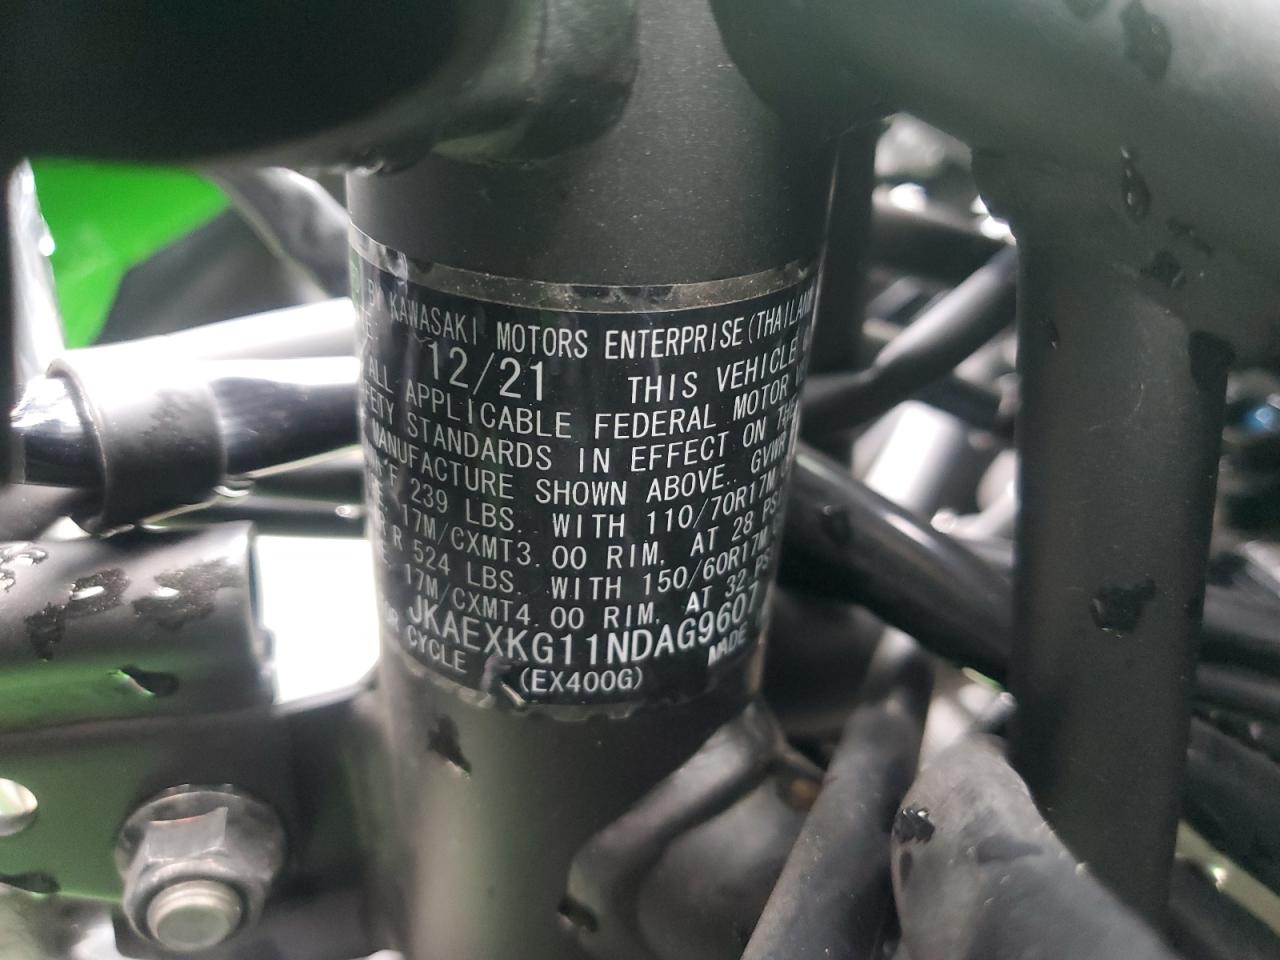 BY KAWASAKI MOTORS ENTERPRISE(THAILAND
12/21 THIS VEHICLE
ALL APPLICABLE FEDERAL MOTOR
STANDARDS IN EFFECT ON THE
MANUFACTURE SHOWN ABOVE. GVWR
F 239 LBS. WITH 110/70R17M
17M/CXMT3.00 RIM, AT 28 PSI
R 524 LBS. WITH 150/60R17M
17M/CXMT4.00 RIM, AT 32 PSI
JKAEXKG11NDAG9607
CYCLE (EX400G) MADE